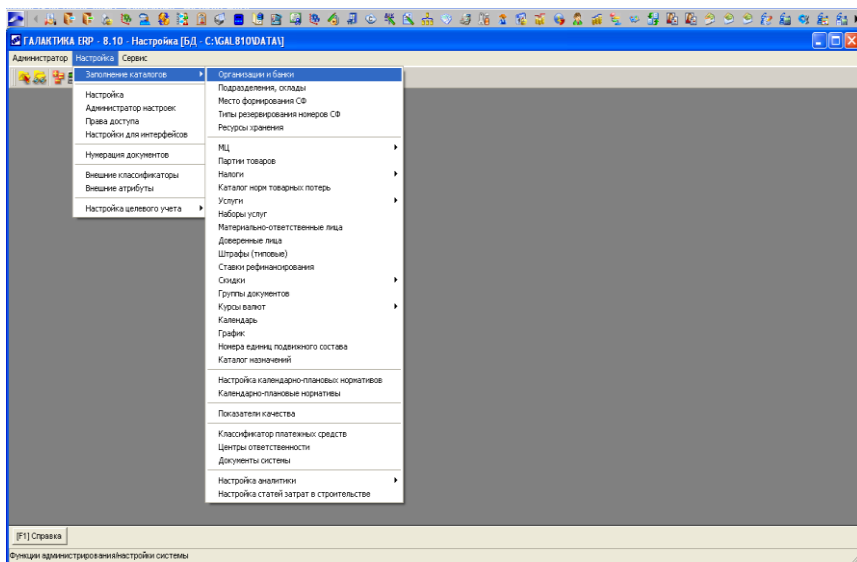 ГАЛАКТИКА ERP - 8.10 - Настройка [БД - C:\GAL810\DATA\]
Администратор Настройка Сервис
Заполнение каталогов
Настройка
Администратор настроек
Права доступа
Настройки для интерфейсов
Нумерация документов
Внешние классификаторы
Внешние атрибуты
Настройка целевого учета
Организации и банки
Подразделения, склады
Место формирования СФ
Типы резервирования номеров СФ
Ресурсы хранения
МЦ
Партии товаров
Налоги
Каталог норм товарных потерь
Услуги
Наборы услуг
Материально-ответственные лица
Доверенные лица
Штрафы (типовые)
Ставки рефинансирования
Скидки
Группы документов
Курсы валют
Календарь
График
Номера единиц подвижного состава
Каталог назначений
Настройка календарно-плановых нормативов
Календарно-плановые нормативы
Показатели качества
Классификатор платежных средств
Центры ответственности
Документы системы
Настройка аналитики
Настройка статей затрат в строительстве
[F1] Справка
Функции администрирования/настройки системы